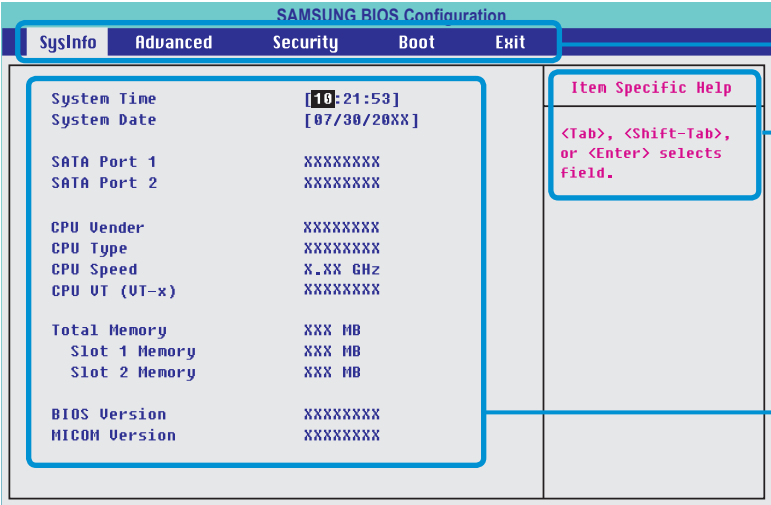 SAMSUNG BIOS Configuration
SysInfo Advanced Security Boot Exit
System Time [10:21:53]
System Date [07/30/20XX]
SATA Port 1 XXXXXXXX
SATA Port 2 XXXXXXXX
CPU Vender XXXXXXXX
CPU Type XXXXXXXX
CPU Speed X.XX GHz
CPU VT (VT-x) XXXXXXXX
Total Memory XXX MB
Slot 1 Memory XXX MB
Slot 2 Memory XXX MB
BIOS Version XXXXXXXX
MICOM Version XXXXXXXX
Item Specific Help
<Tab>, <Shift-Tab>,
or <Enter> selects
field.